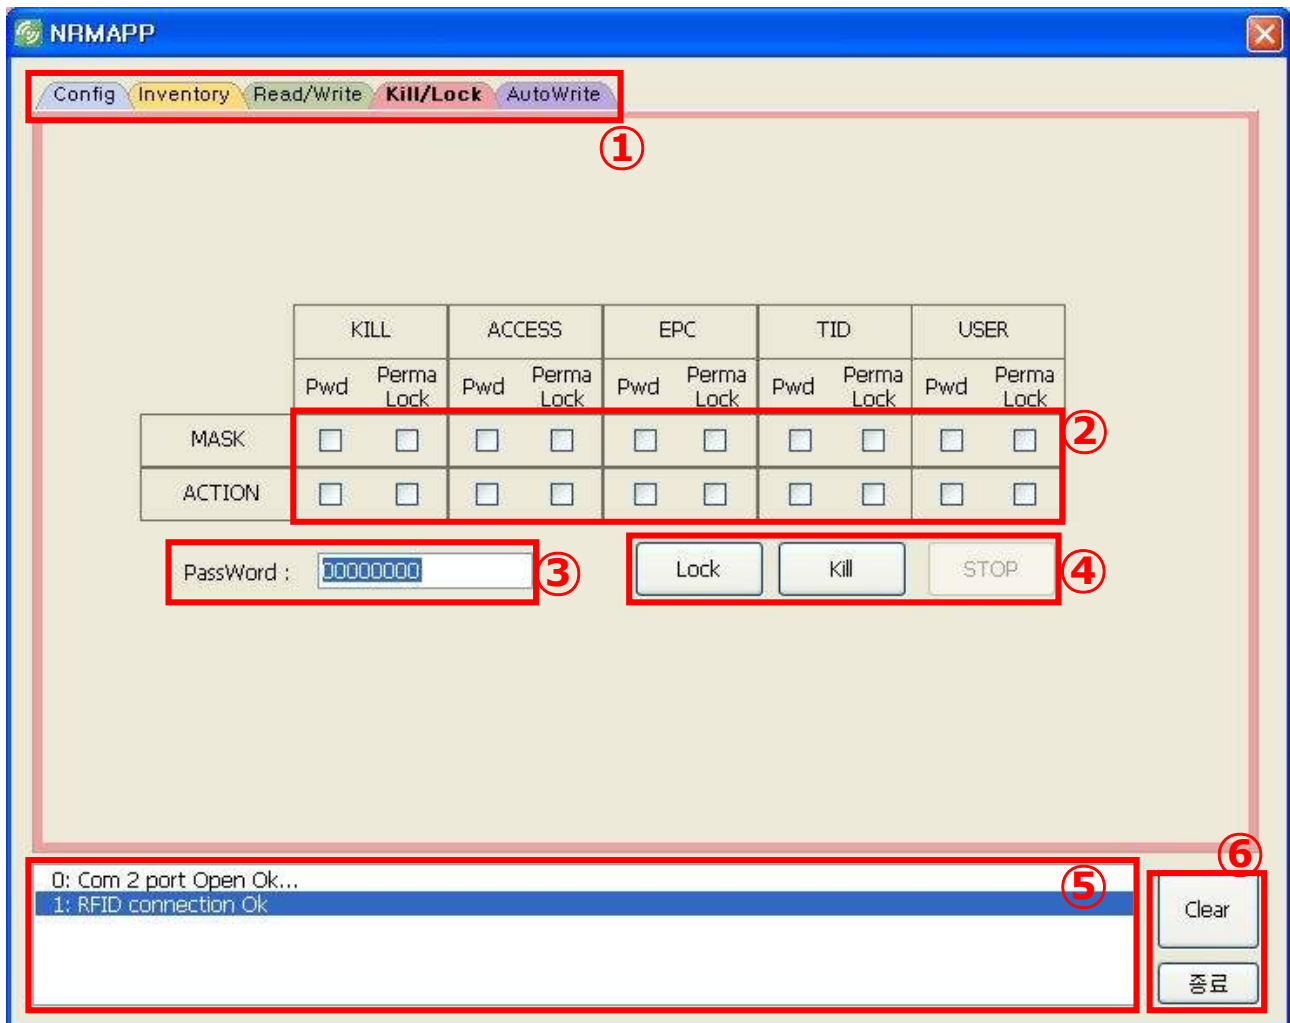 NRMAPP
Config Inventory Read/Write Kill/Lock AutoWrite
①
KILL ACCESS EPC TID USER
Pwd Perma Lock Pwd Perma Lock Pwd Perma Lock Pwd Perma Lock Pwd Perma Lock
MASK ②
ACTION
PassWord : 00000000 ③ Lock Kill STOP ④
⑥
0: Com 2 port Open Ok...
⑤
1: RFID connection Ok
Clear
종료